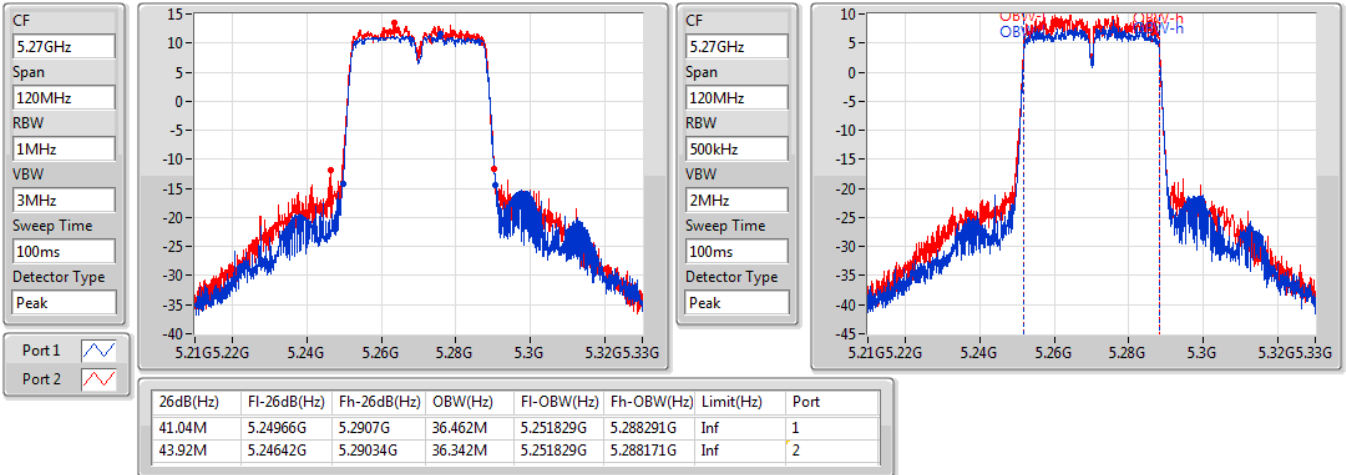 CF
5.27GHz
Span
120MHz
RBW
1MHz
VBW
3MHz
Sweep Time
100ms
Detector Type
Peak
Port 1
Port 2
15-
10-
5-
0-
-5-
-10-
-15-
-20-
-25-
-30-
-35-
-40-
5.21G5.22G 5.24G 5.26G 5.28G 5.3G 5.32G5.33G
CF
5.27GHz
Span
120MHz
RBW
500kHz
VBW
2MHz
Sweep Time
100ms
Detector Type
Peak
10-
5-
0-
-5-
-10-
-15-
-20-
-25-
-30-
-35-
-40-
-45-
OBW-h
5.21G5.22G 5.24G 5.26G 5.28G 5.3G 5.32G5.33G
26dB(Hz) Fl-26dB(Hz) Fh-26dB(Hz) OBW(Hz) Fl-OBW(Hz) Fh-OBW(Hz) Limit(Hz) Port
41.04M 5.24966G 5.2907G 36.462M 5.251829G 5.288291G Inf 1
43.92M 5.24642G 5.29034G 36.342M 5.251829G 5.288171G Inf 2